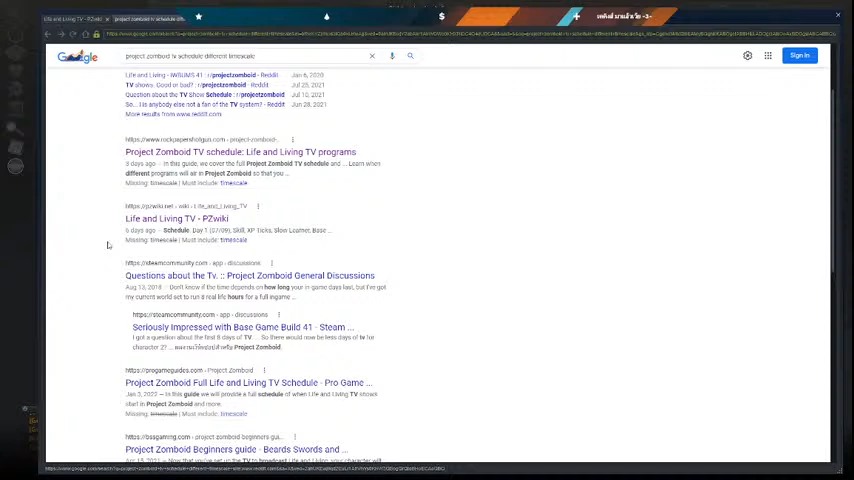 Life and Living TV - PZwiki
project zomboid tv schedule differe
Google
project zomboid tv schedule different timescale
Sign In
Life and Living - IWBUMS 41 : r/projectzomboid - Reddit Jan 6, 2020
TV shows. Good or bad? : r/projectzomboid - Reddit Jul 25, 2021
Question about the TV Show Schedule : r/projectzomboid Jul 10, 2021
So... I is anybody else not a fan of the TV system? - Reddit Jun 28, 2021
More results from www.reddit.com
https://www.rockpapershotgun.com › project-zomboid-...
Project Zomboid TV schedule: Life and Living TV programs
3 days ago — In this guide, we cover the full Project Zomboid TV schedule and ... Learn when
different programs will air in Project Zomboid so that you ...
Missing: timescale | Must include: timescale
https://pzwiki.net › wiki › Life_and_Living_TV
Life and Living TV - PZwiki
6 days ago — Schedule. Day 1 (07/09); Skill, XP Ticks, Slow Learner, Base ...
Missing: timescale | Must include: timescale
https://steamcommunity.com › app › discussions
Questions about the Tv. :: Project Zomboid General Discussions
Aug 13, 2018 — Don't know if the time depends on how long your in game days last, but i've got
my current world set to run 8 real life hours for a full ingame ...
https://steamcommunity.com › app › discussions
Seriously Impressed with Base Game Build 41 - Steam ...
I got a question about the first 8 days of TV ... So there would now be less days of tv for
character 2? ... Project Zomboid.
https://progameguides.com › Project Zomboid
Project Zomboid Full Life and Living TV Schedule - Pro Game ...
Jan 3, 2022 — In this guide we will provide a full schedule of when Life and Living TV shows
start in Project Zomboid and more.
Missing: timescale | Must include: timescale
https://bssgaming.com › project-zomboid-beginners-gui...
Project Zomboid Beginners guide - Beards Swords and ...